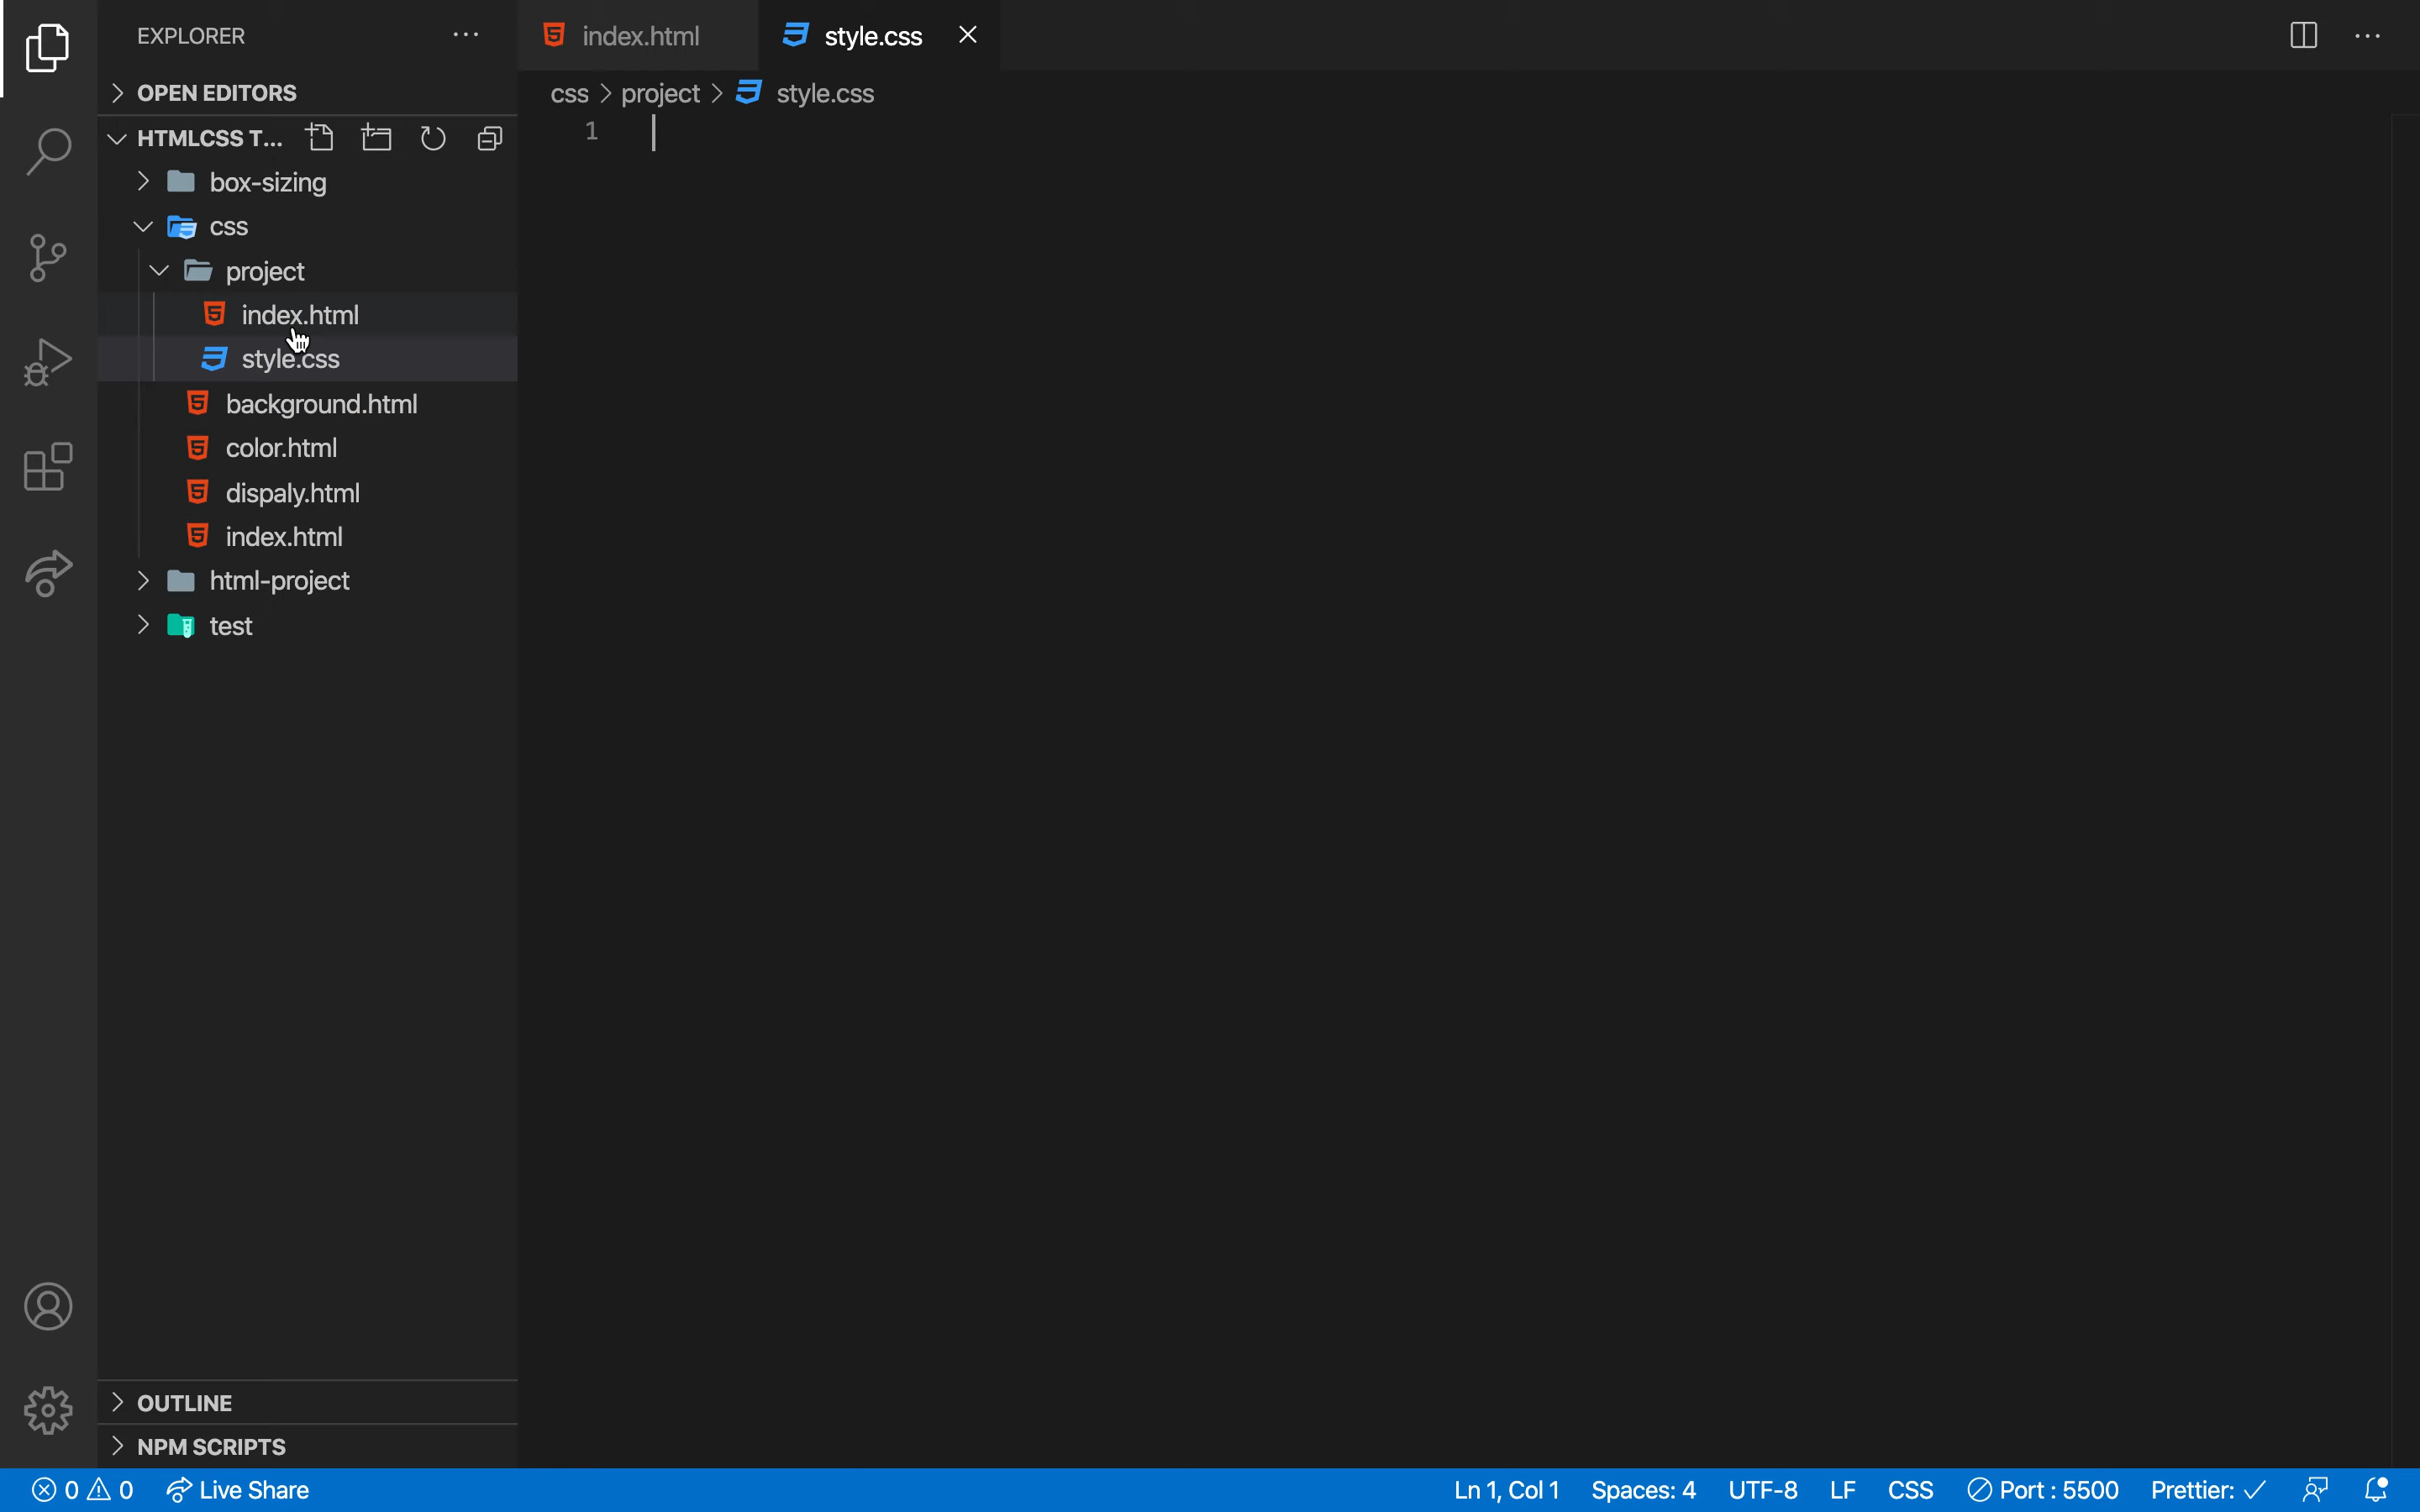 EXPLORER
OPEN EDITORS
HTMLCSS T...
box-sizing
css
project
index.html
style.css
background.html
color.html
dispaly.html
index.html
html-project
test
OUTLINE
NPM SCRIPTS
index.html
style.css
css > project > style.css
1
0 0 Live Share
Ln 1, Col 1 Spaces: 4 UTF-8 LF CSS Port : 5500 Prettier: ✓